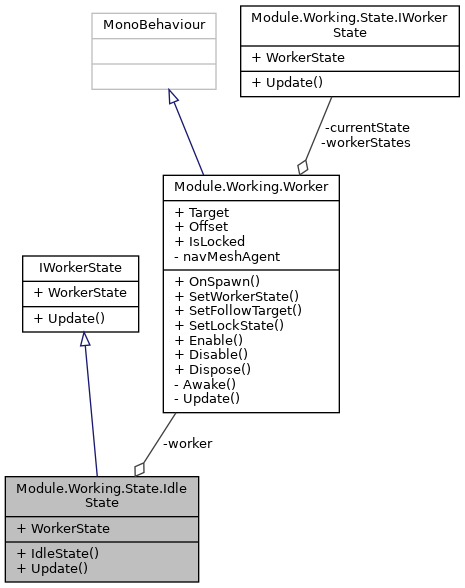 MonoBehaviour
Module.Working.State.IWorker
State
+ WorkerState
+ Update()
-currentState
-workerStates
Module.Working.Worker
+ Target
+ Offset
+ IsLocked
- navMeshAgent
+ OnSpawn()
+ SetWorkerState()
+ SetFollowTarget()
+ SetLockState()
+ Enable()
+ Disable()
+ Dispose()
- Awake()
- Update()
IWorkerState
+ WorkerState
+ Update()
-worker
Module.Working.State.Idle
State
+ WorkerState
+ IdleState()
+ Update()